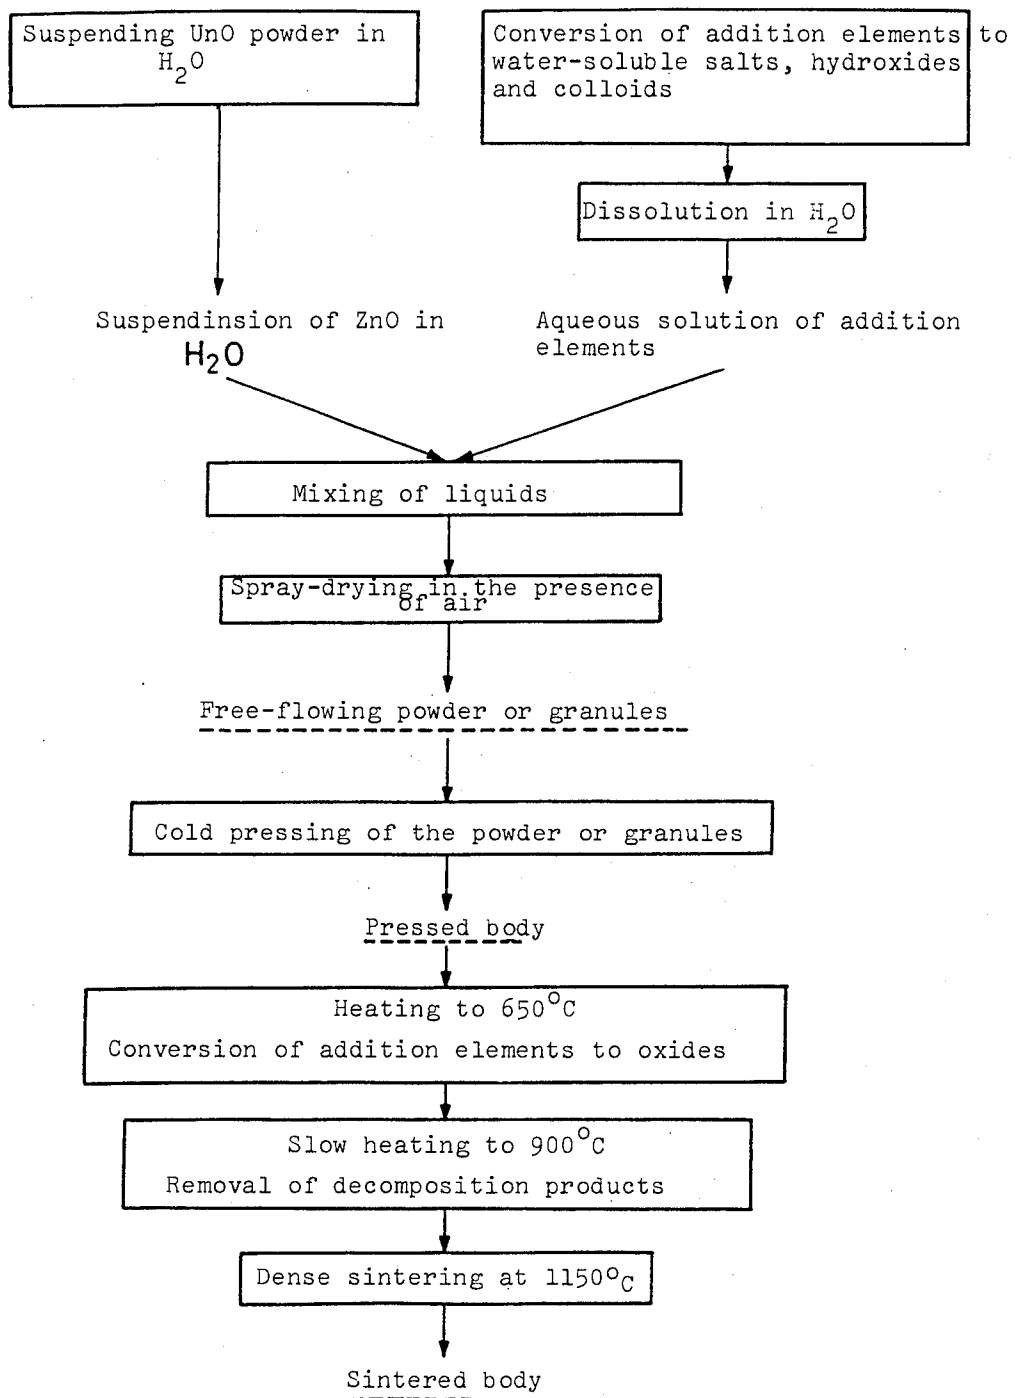 Suspending UnO powder in
H₂O
Conversion of addition elements to
water-soluble salts, hydroxides
and colloids
Dissolution in H₂O
Suspendinsion of ZnO in
H₂O
Aqueous solution of addition
elements
Mixing of liquids
Spray-drying in the presence
of air
Free-flowing powder or granules
Cold pressing of the powder or granules
Pressed body
Heating to 650°C
Conversion of addition elements to oxides
Slow heating to 900°C
Removal of decomposition products
Dense sintering at 1150°C
Sintered body